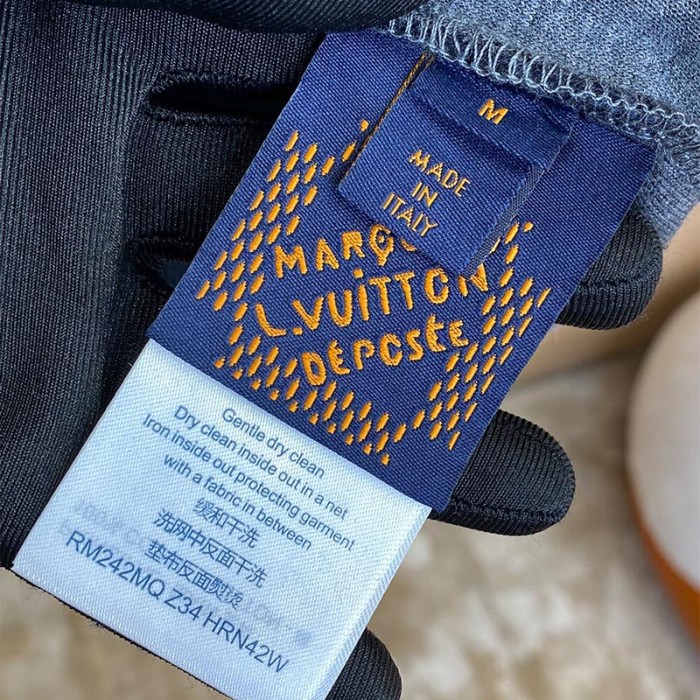 M
MADE
IN
ITALY
L.VUITTON
DÉPOSÉE
Gentle dry clean
Dry clean inside out in a net
Iron inside out protecting garment
with a fabric in between
缓和干洗
洗网中反面干洗
垫布反面熨烫
RM242MQ Z34 HRN42W